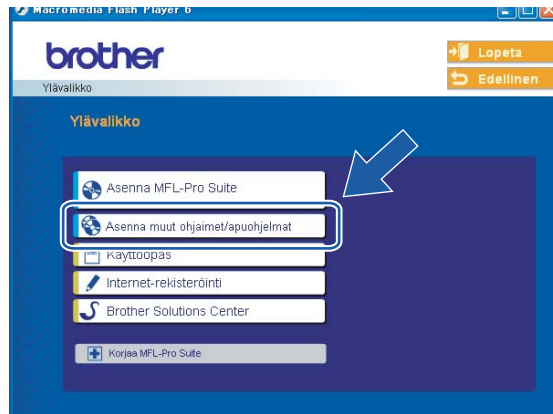 Macromedia Flash Player 6
brother
Lopeta
Edellinen
Ylävalikko
Ylävalikko
Asenna MFL-Pro Suite
Asenna muut ohjaimet/apuohjelmat
Käyttöopas
Internet-rekisteröinti
Brother Solutions Center
Korjaa MFL-Pro Suite